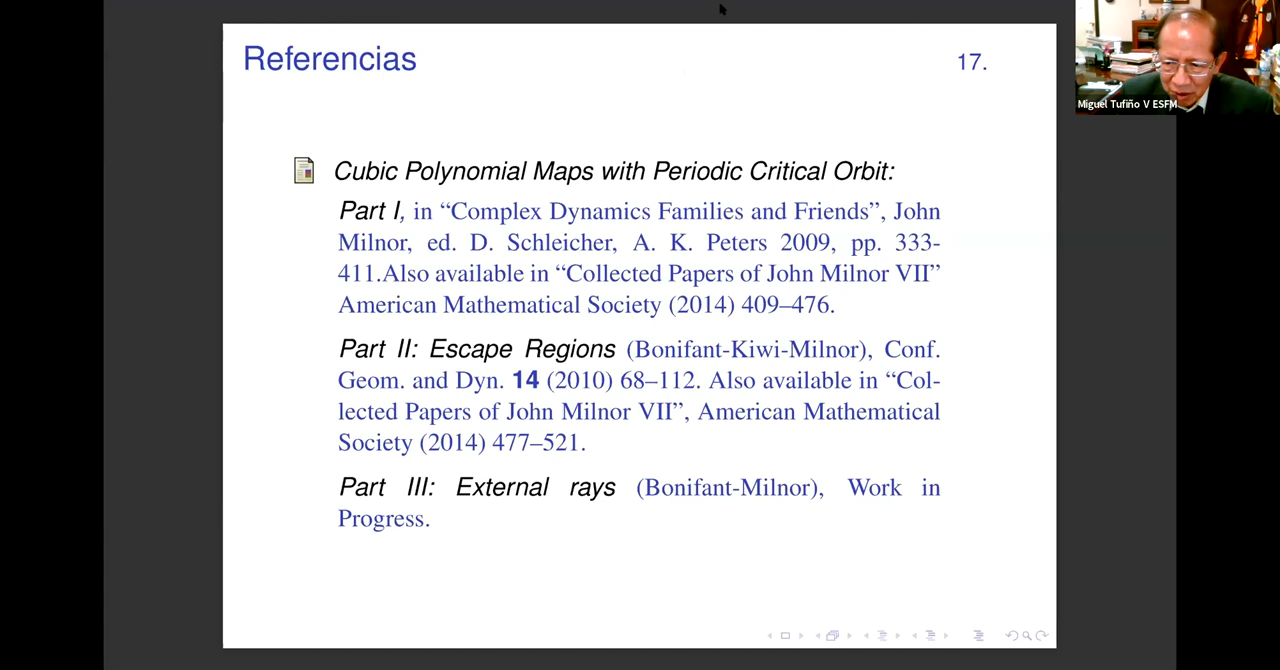 Referencias
17.
Cubic Polynomial Maps with Periodic Critical Orbit:
Part I, in “Complex Dynamics Families and Friends”, John
Milnor, ed. D. Schleicher, A. K. Peters 2009, pp. 333-
411.Also available in “Collected Papers of John Milnor VII”
American Mathematical Society (2014) 409–476.
Part II: Escape Regions (Bonifant-Kiwi-Milnor), Conf.
Geom. and Dyn. 14 (2010) 68–112. Also available in “Col-
lected Papers of John Milnor VII”, American Mathematical
Society (2014) 477–521.
Part III: External rays (Bonifant-Milnor), Work in
Progress.
Miguel Tufiño V ESFM